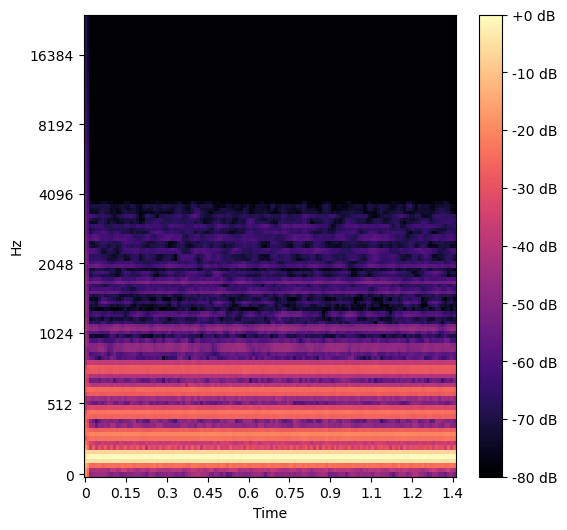 +0 dB
16384
-10 dB
8192
-20 dB
-30 dB
4096
Hz
-40 dB
2048
-50 dB
1024
-60 dB
512
-70 dB
0
-80 dB
0 0.15 0.3 0.45 0.6 0.75 0.9 1.1 1.2 1.4
Time